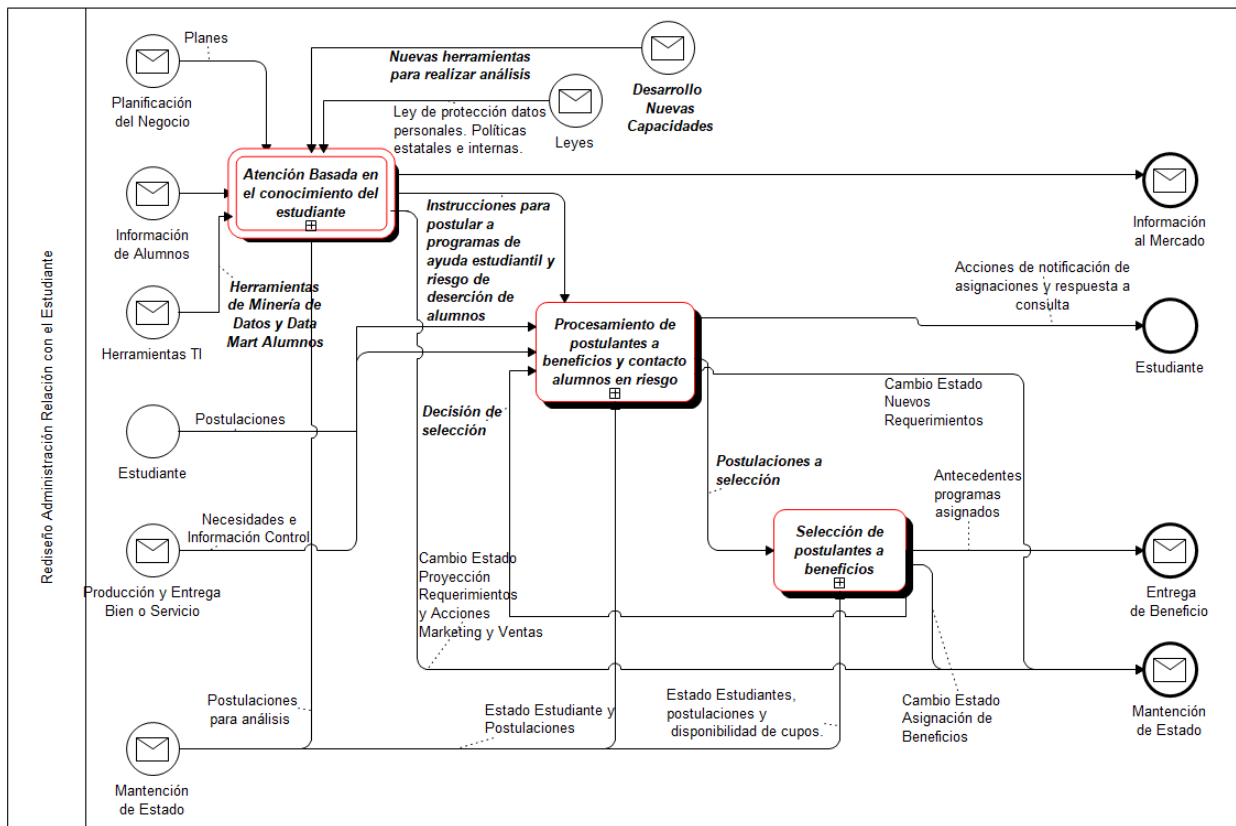 Rediseño Administración Relación con el Estudiante
Planes
Planificación
del Negocio
Nuevas herramientas
para realizar análisis
Desarrollo
Nuevas
Capacidades
Ley de protección datos
personales. Políticas
estatales e internas.
Leyes
Atención Basada en
el conocimiento del
estudiante
Información
de Alumnos
Información
al Mercado
Instrucciones para
postular a
programas de
ayuda estudiantil y
riesgo de
deserción de
alumnos
Herramientas
de Minería de
Datos y Data
Mart Alumnos
Herramientas TI
Acciones de notificación de
asignaciones y respuesta a
consulta
Procesamiento de
postulantes a
beneficios y contacto
alumnos en riesgo
Estudiante
Cambio Estado
Nuevos
Requerimientos
Postulaciones
Estudiante
Decisión de
selección
Postulaciones a
selección
Antecedentes
programas
asignados
Necesidades e
Información Control
Selección de
postulantes a
beneficios
Producción y Entrega
Bien o Servicio
Cambio Estado
Proyección
Requerimientos
y Acciones
Marketing y Ventas
Entrega
de Beneficio
Postulaciones
para análisis
Estado Estudiante y
Postulaciones
Estado Estudiantes,
postulaciones y
disponibilidad de cupos.
Cambio Estado
Asignación de
Beneficios
Mantención
de Estado
Mantención
de Estado